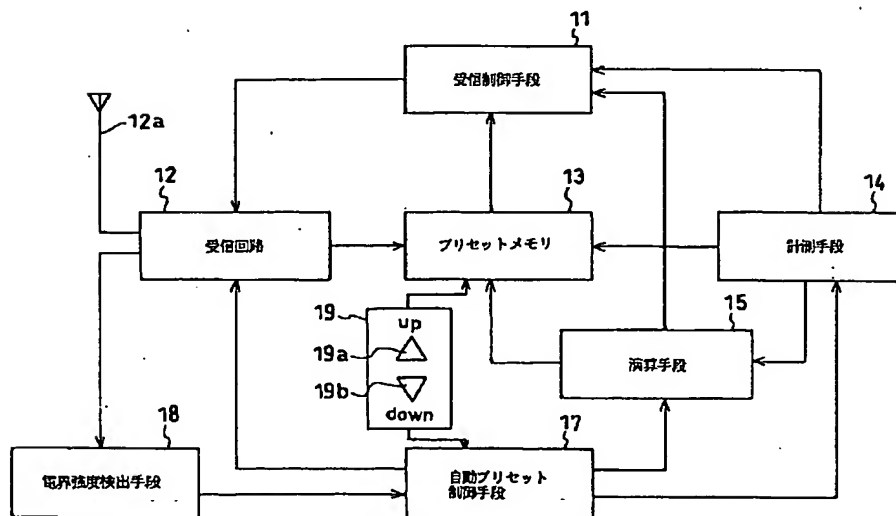 11
受信制御手段
12a
12
受信回路
13
プリセットメモリ
14
計測手段
15
演算手段
19
up
19a
19b
down
18
電界強度検出手段
17
自動プリセット
制御手段